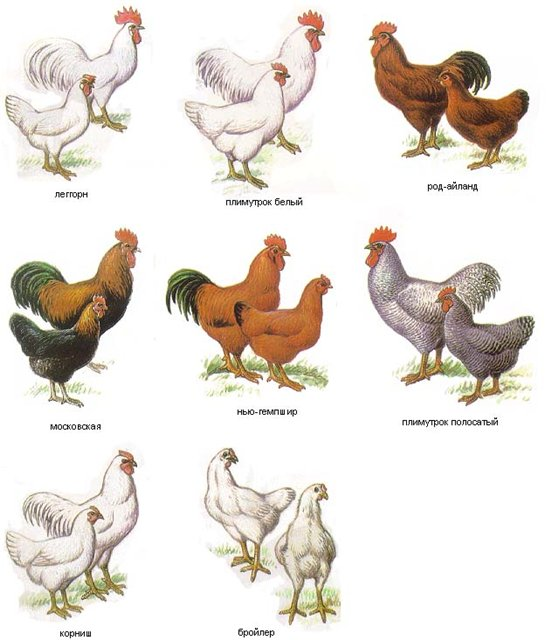 леггорн
плимутрок белый
род-айланд
московская
нью-гемпшир
плимутрок полосатый
корниш
бройлер